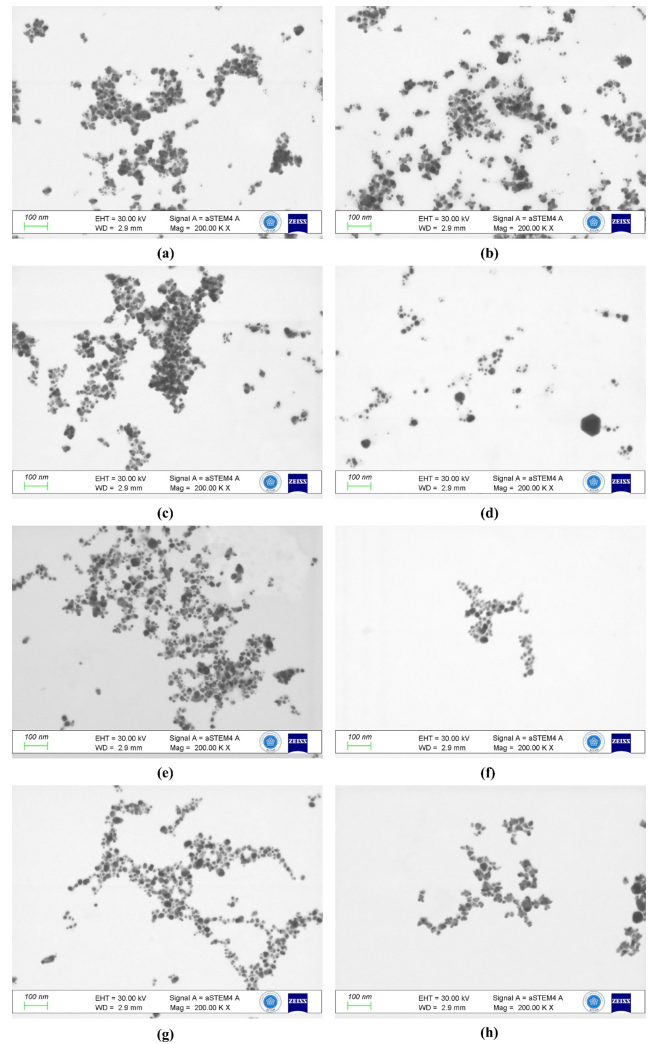 100 nm EHT = 30.00 kV Signal A = aSTEM4 A ZEISS
WD = 2.9 mm Mag = 200.00 K X
(a)
100 nm EHT = 30.00 kV Signal A = aSTEM4 A ZEISS
WD = 2.9 mm Mag = 200.00 K X
(b)
100 nm EHT = 30.00 kV Signal A = aSTEM4 A ZEISS
WD = 2.9 mm Mag = 200.00 K X
(c)
100 nm EHT = 30.00 kV Signal A = aSTEM4 A ZEISS
WD = 2.9 mm Mag = 200.00 K X
(d)
100 nm EHT = 30.00 kV Signal A = aSTEM4 A ZEISS
WD = 2.9 mm Mag = 200.00 K X
(e)
100 nm EHT = 30.00 kV Signal A = aSTEM4 A ZEISS
WD = 2.9 mm Mag = 200.00 K X
(f)
100 nm EHT = 30.00 kV Signal A = aSTEM4 A ZEISS
WD = 2.9 mm Mag = 200.00 K X
(g)
100 nm EHT = 30.00 kV Signal A = aSTEM4 A ZEISS
WD = 2.9 mm Mag = 200.00 K X
(h)